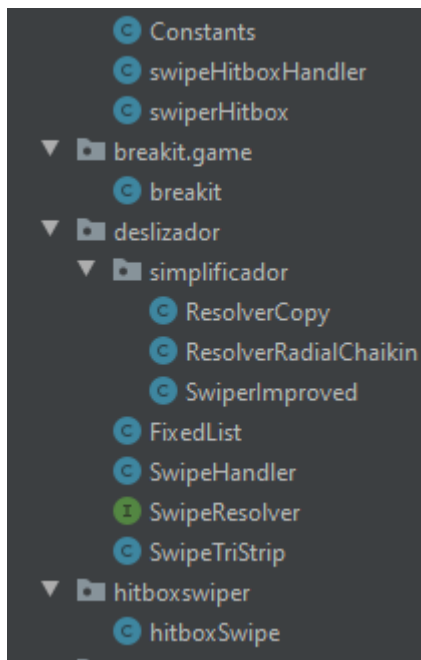 Constants
swipeHitboxHandler
swiperHitbox
breakit.game
breakit
deslizador
simplificador
ResolverCopy
ResolverRadialChaikin
SwiperImproved
FixedList
SwipeHandler
SwipeResolver
SwipeTriStrip
hitboxswiper
hitboxSwipe